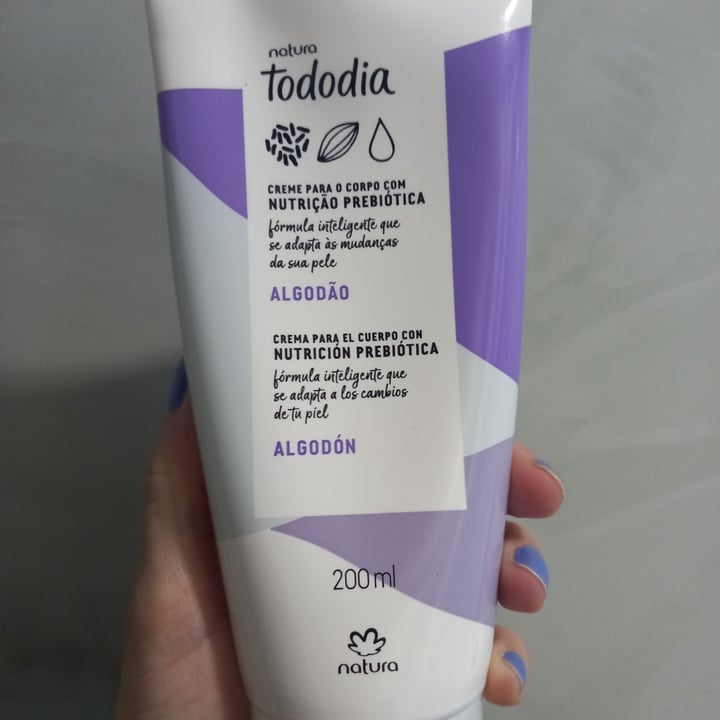 natura
tododia
CREME PARA O CORPO COM
NUTRIÇÃO PREBIÓTICA
fórmula inteligente que
se adapta às mudanças
da sua pele
ALGODÃO
CREMA PARA EL CUERPO CON
NUTRICIÓN PREBIÓTICA
fórmula inteligente que
se adapta a los cambios
de tu piel
ALGODÓN
200 ml
natura